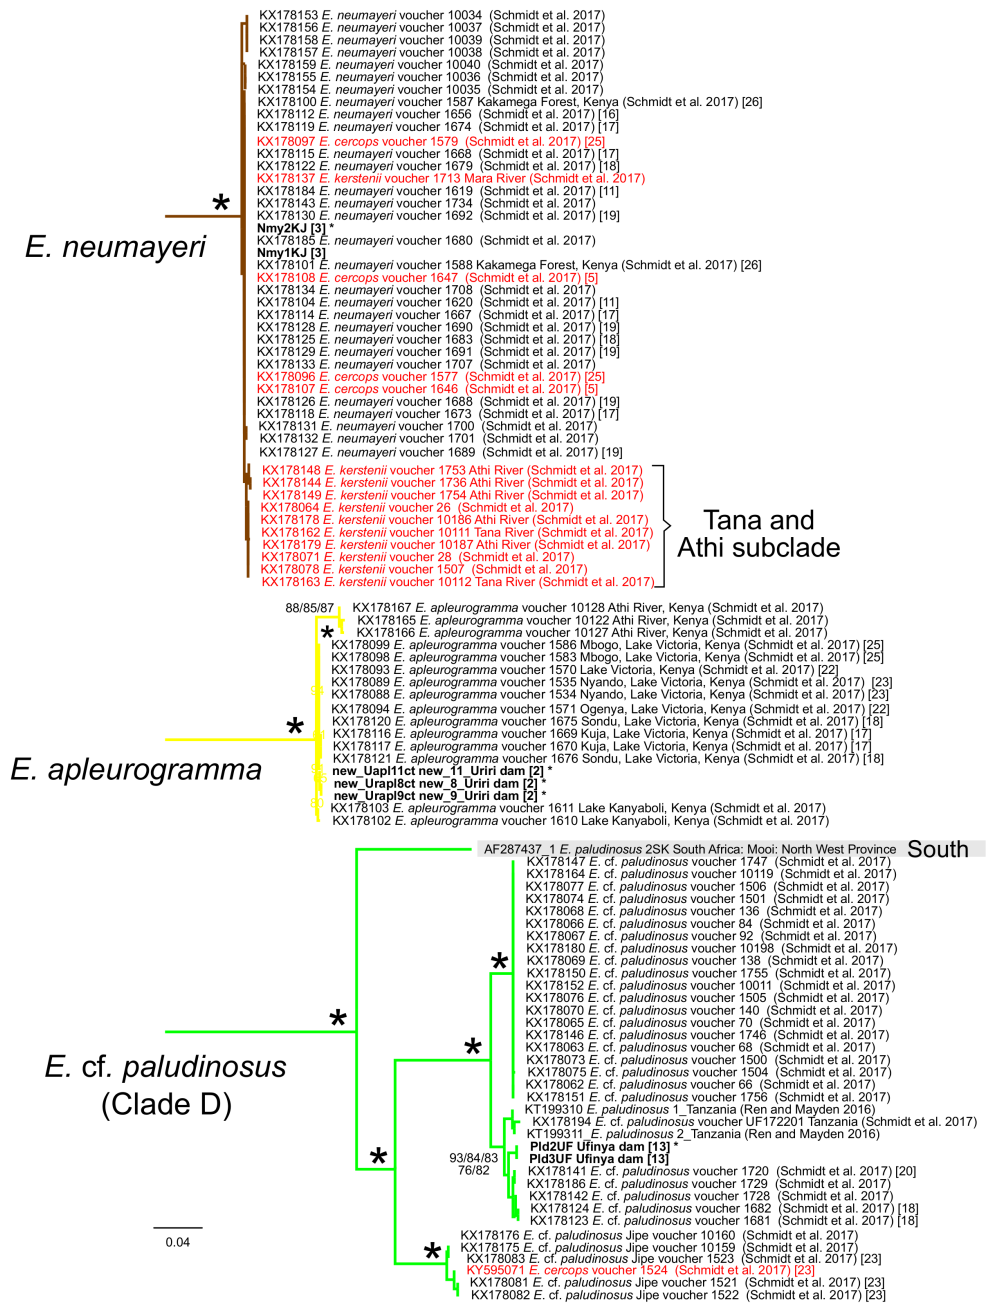 KX178153 E. neumayeri voucher 10034 (Schmidt et al. 2017)
KX178156 E. neumayeri voucher 10037 (Schmidt et al. 2017)
KX178158 E. neumayeri voucher 10039 (Schmidt et al. 2017)
KX178157 E. neumayeri voucher 10038 (Schmidt et al. 2017)
KX178159 E. neumayeri voucher 10040 (Schmidt et al. 2017)
KX178155 E. neumayeri voucher 10036 (Schmidt et al. 2017)
KX178154 E. neumayeri voucher 10035 (Schmidt et al. 2017)
KX178100 E. neumayeri voucher 1587 Kakamega Forest, Kenya (Schmidt et al. 2017) [26]
KX178112 E. neumayeri voucher 1656 (Schmidt et al. 2017) [16]
KX178119 E. neumayeri voucher 1674 (Schmidt et al. 2017) [17]
KX178097 E. cercops voucher 1579 (Schmidt et al. 2017) [25]
KX178115 E. neumayeri voucher 1668 (Schmidt et al. 2017) [17]
KX178122 E. neumayeri voucher 1679 (Schmidt et al. 2017) [18]
KX178137 E. kerstenii voucher 1713 Mara River (Schmidt et al. 2017)
KX178184 E. neumayeri voucher 1619 (Schmidt et al. 2017) [11]
KX178143 E. neumayeri voucher 1734 (Schmidt et al. 2017)
KX178130 E. neumayeri voucher 1692 (Schmidt et al. 2017) [19]
*
Nmy2KJ [3] *
KX178185 E. neumayeri voucher 1680 (Schmidt et al. 2017)
E. neumayeri
Nmy1KJ [3]
KX178101 E. neumayeri voucher 1588 Kakamega Forest, Kenya (Schmidt et al. 2017) [26]
KX178108 E. cercops voucher 1647 (Schmidt et al. 2017) [5]
KX178134 E. neumayeri voucher 1708 (Schmidt et al. 2017)
KX178104 E. neumayeri voucher 1620 (Schmidt et al. 2017) [11]
KX178114 E. neumayeri voucher 1667 (Schmidt et al. 2017) [17]
KX178128 E. neumayeri voucher 1690 (Schmidt et al. 2017) [19]
KX178125 E. neumayeri voucher 1683 (Schmidt et al. 2017) [18]
KX178129 E. neumayeri voucher 1691 (Schmidt et al. 2017) [19]
KX178133 E. neumayeri voucher 1707 (Schmidt et al. 2017)
KX178096 E. cercops voucher 1577 (Schmidt et al. 2017) [25]
KX178107 E. cercops voucher 1646 (Schmidt et al. 2017) [5]
KX178126 E. neumayeri voucher 1688 (Schmidt et al. 2017) [19]
KX178118 E. neumayeri voucher 1673 (Schmidt et al. 2017) [17]
KX178131 E. neumayeri voucher 1700 (Schmidt et al. 2017)
KX178132 E. neumayeri voucher 1701 (Schmidt et al. 2017)
KX178127 E. neumayeri voucher 1689 (Schmidt et al. 2017) [19]
KX178148 E. kerstenii voucher 1753 Athi River (Schmidt et al. 2017)
KX178144 E. kerstenii voucher 1736 Athi River (Schmidt et al. 2017)
KX178149 E. kerstenii voucher 1754 Athi River (Schmidt et al. 2017)
KX178064 E. kerstenii voucher 26 (Schmidt et al. 2017)
KX178178 E. kerstenii voucher 10186 Athi River (Schmidt et al. 2017)
KX178162 E. kerstenii voucher 10111 Tana River (Schmidt et al. 2017)
KX178179 E. kerstenii voucher 10187 Athi River (Schmidt et al. 2017)
KX178071 E. kerstenii voucher 28 (Schmidt et al. 2017)
KX178078 E. kerstenii voucher 1507 (Schmidt et al. 2017)
KX178163 E. kerstenii voucher 10112 Tana River (Schmidt et al. 2017)
Tana and
Athi subclade
88/85/87
KX178167 E. apleurogramma voucher 10128 Athi River, Kenya (Schmidt et al. 2017)
KX178165 E. apleurogramma voucher 10122 Athi River, Kenya (Schmidt et al. 2017)
*
KX178166 E. apleurogramma voucher 10127 Athi River, Kenya (Schmidt et al. 2017)
KX178099 E. apleurogramma voucher 1586 Mbogo, Lake Victoria, Kenya (Schmidt et al. 2017) [25]
KX178098 E. apleurogramma voucher 1583 Mbogo, Lake Victoria, Kenya (Schmidt et al. 2017) [25]
KX178093 E. apleurogramma voucher 1570 Lake Victoria, Kenya (Schmidt et al. 2017) [22]
KX178089 E. apleurogramma voucher 1535 Nyando, Lake Victoria, Kenya (Schmidt et al. 2017) [23]
KX178088 E. apleurogramma voucher 1534 Nyando, Lake Victoria, Kenya (Schmidt et al. 2017) [23]
KX178094 E. apleurogramma voucher 1571 Ogenya, Lake Victoria, Kenya (Schmidt et al. 2017) [22]
KX178120 E. apleurogramma voucher 1675 Sondu, Lake Victoria, Kenya (Schmidt et al. 2017) [18]
*
KX178116 E. apleurogramma voucher 1669 Kuja, Lake Victoria, Kenya (Schmidt et al. 2017) [17]
KX178117 E. apleurogramma voucher 1670 Kuja, Lake Victoria, Kenya (Schmidt et al. 2017) [17]
KX178121 E. apleurogramma voucher 1676 Sondu, Lake Victoria, Kenya (Schmidt et al. 2017) [18]
E. apleurogramma
new_Uapl11ct new_11_Uriri dam [2] *
new_Urapl8ct new_8_Uriri dam [2] *
new_Urapl9ct new_9_Uriri dam [2] *
KX178103 E. apleurogramma voucher 1611 Lake Kanyaboli, Kenya (Schmidt et al. 2017)
KX178102 E. apleurogramma voucher 1610 Lake Kanyaboli, Kenya (Schmidt et al. 2017)
AF287437_1 E. paludinosus 2SK South Africa: Mooi: North West Province South
KX178147 E. cf. paludinosus voucher 1747 (Schmidt et al. 2017)
KX178164 E. cf. paludinosus voucher 10119 (Schmidt et al. 2017)
KX178077 E. cf. paludinosus voucher 1506 (Schmidt et al. 2017)
KX178074 E. cf. paludinosus voucher 1501 (Schmidt et al. 2017)
KX178068 E. cf. paludinosus voucher 136 (Schmidt et al. 2017)
KX178066 E. cf. paludinosus voucher 84 (Schmidt et al. 2017)
KX178067 E. cf. paludinosus voucher 92 (Schmidt et al. 2017)
KX178180 E. cf. paludinosus voucher 10198 (Schmidt et al. 2017)
*
KX178069 E. cf. paludinosus voucher 138 (Schmidt et al. 2017)
KX178150 E. cf. paludinosus voucher 1755 (Schmidt et al. 2017)
KX178152 E. cf. paludinosus voucher 10011 (Schmidt et al. 2017)
KX178076 E. cf. paludinosus voucher 1505 (Schmidt et al. 2017)
KX178070 E. cf. paludinosus voucher 140 (Schmidt et al. 2017)
*
KX178065 E. cf. paludinosus voucher 70 (Schmidt et al. 2017)
KX178146 E. cf. paludinosus voucher 1746 (Schmidt et al. 2017)
*
KX178063 E. cf. paludinosus voucher 68 (Schmidt et al. 2017)
KX178073 E. cf. paludinosus voucher 1500 (Schmidt et al. 2017)
E. cf. paludinosus
(Clade D)
KX178075 E. cf. paludinosus voucher 1504 (Schmidt et al. 2017)
KX178062 E. cf. paludinosus voucher 66 (Schmidt et al. 2017)
KX178151 E. cf. paludinosus voucher 1756 (Schmidt et al. 2017)
KT199310 E. paludinosus 1_Tanzania (Ren and Mayden 2016)
KX178194 E. cf. paludinosus voucher UF172201 Tanzania (Schmidt et al. 2017)
KT199311_E. paludinosus 2_Tanzania (Ren and Mayden 2016)
Pld2UF Ufinya dam [13] *
*
93/84/83
76/82
Pld3UF Ufinya dam [13]
KX178141 E. cf. paludinosus voucher 1720 (Schmidt et al. 2017) [20]
KX178186 E. cf. paludinosus voucher 1729 (Schmidt et al. 2017)
KX178142 E. cf. paludinosus voucher 1728 (Schmidt et al. 2017)
KX178124 E. cf. paludinosus voucher 1682 (Schmidt et al. 2017) [18]
KX178123 E. cf. paludinosus voucher 1681 (Schmidt et al. 2017) [18]
0.04
KX178176 E. cf. paludinosus Jipe voucher 10160 (Schmidt et al. 2017)
*
KX178175 E. cf. paludinosus Jipe voucher 10159 (Schmidt et al. 2017)
KX178083 E. cf. paludinosus Jipe voucher 1523 (Schmidt et al. 2017) [23]
KY595071 E. cercops voucher 1524 (Schmidt et al. 2017) [23]
KX178081 E. cf. paludinosus Jipe voucher 1521 (Schmidt et al. 2017) [23]
KX178082 E. cf. paludinosus Jipe voucher 1522 (Schmidt et al. 2017) [23]